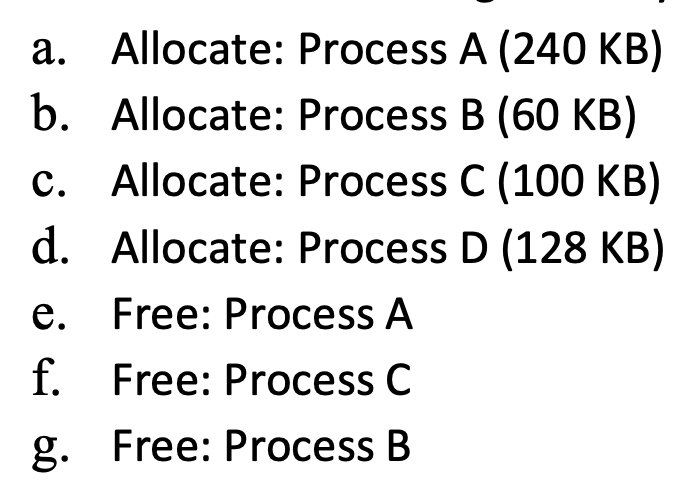 a. Allocate: Process A (240 KB)
b. Allocate: Process B (60 KB)
c. Allocate: Process C (100 KB)
d. Allocate: Process D (128 KB)
e. Free: Process A
f. Free: Process C
g. Free: Process B